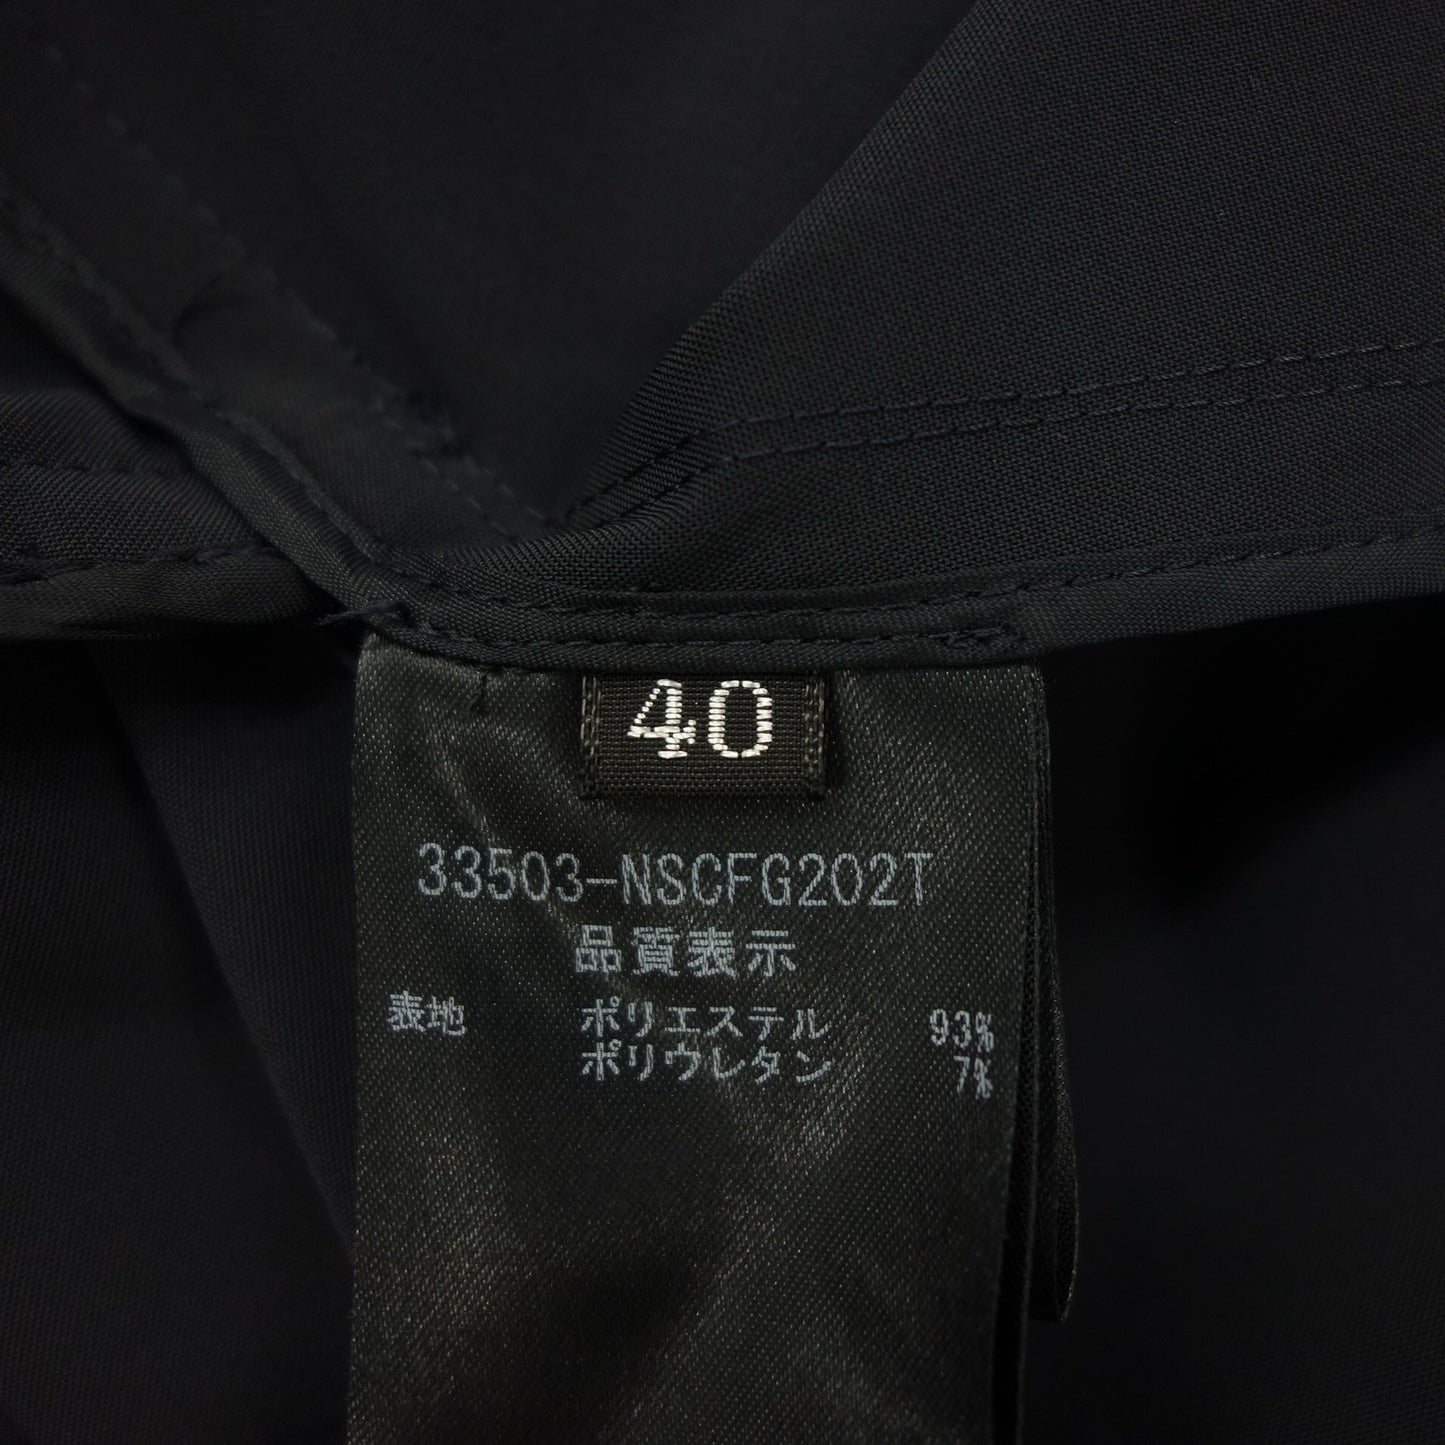 40
33503-NSCFG202T
品質表示
表地 ポリエステル 93%
ポリウレタン 7%